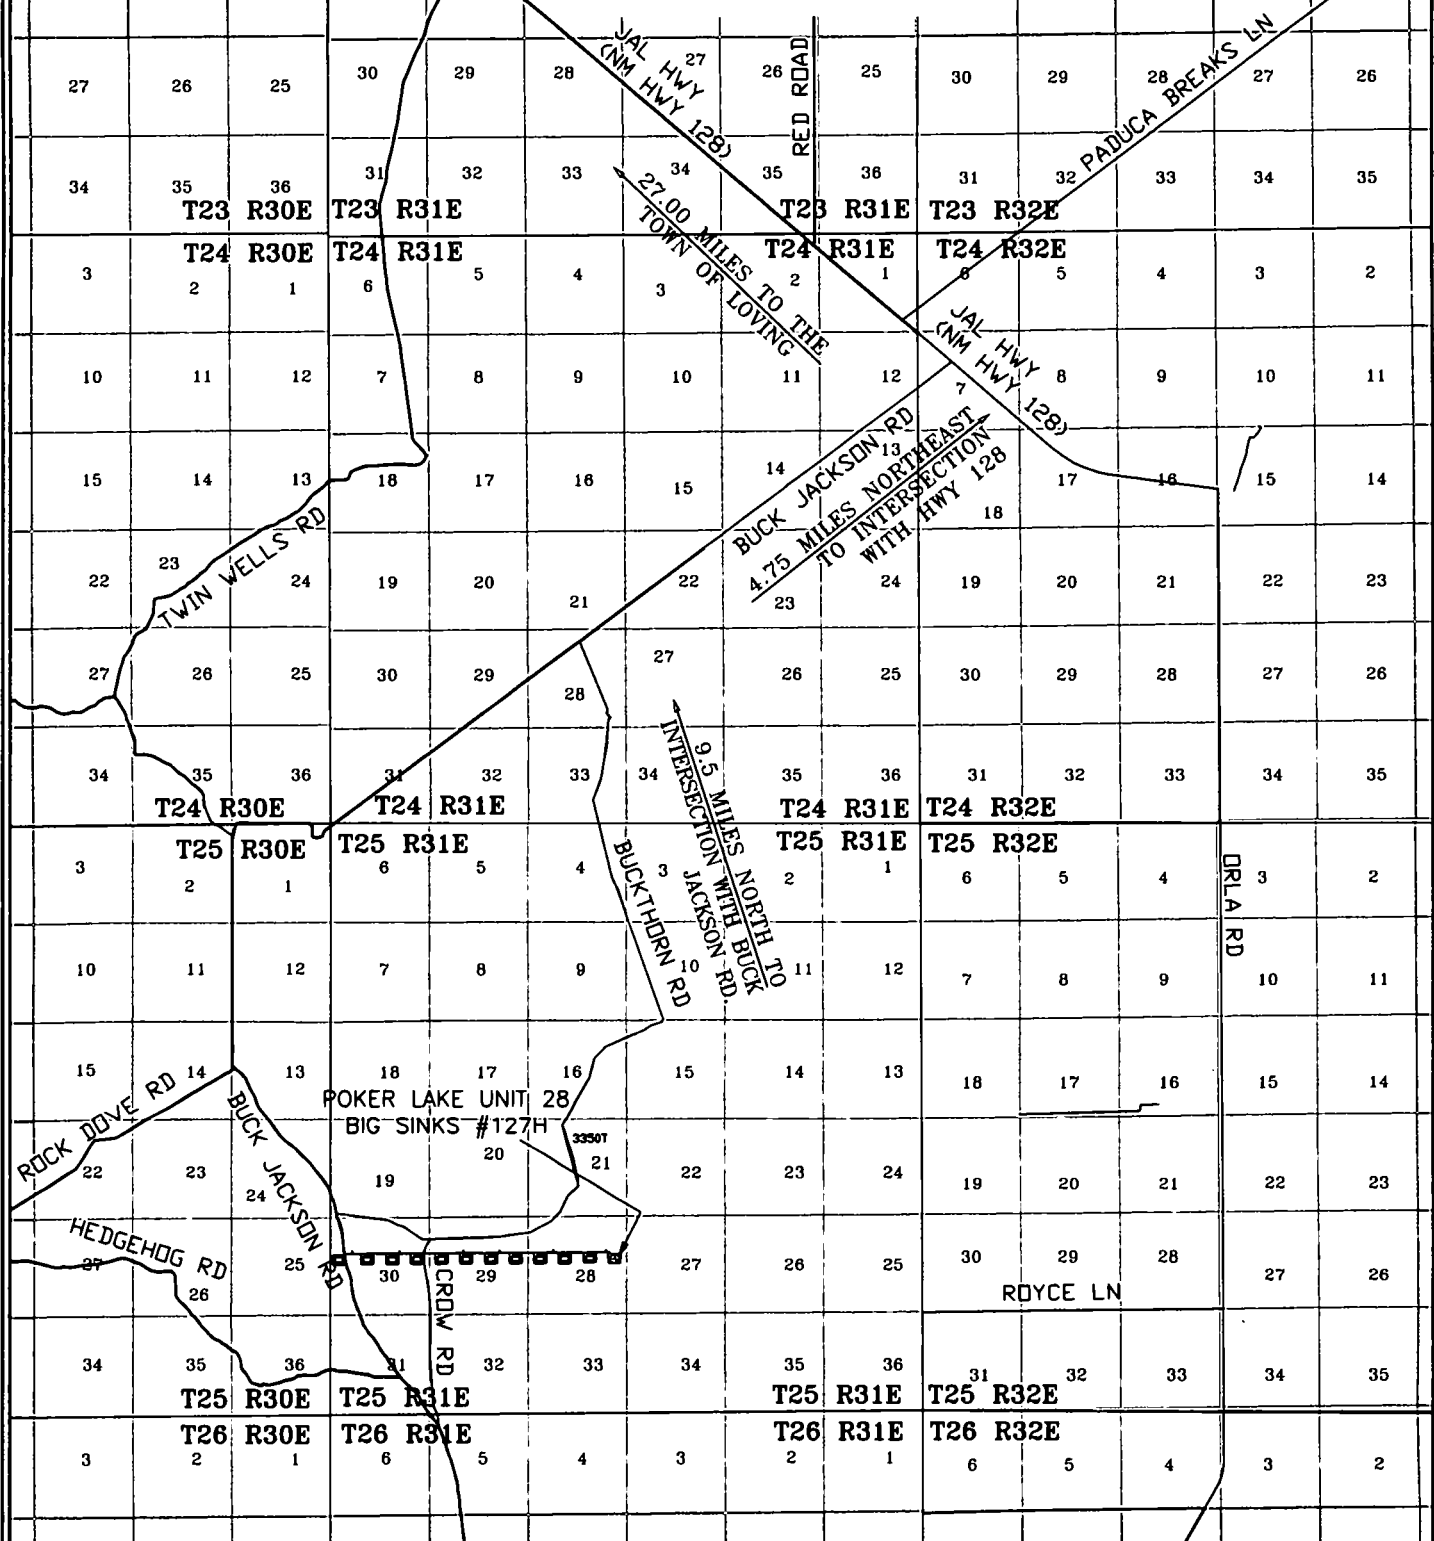 JAL HWY
(NM HWY 128)
RED ROAD
PADUCA BREAKS LN
27 26 25 30 29 28 27 26 25 30 29 28 27 26
34 35 36 31 32 33 34 35 36 31 32 33 34 35
T23 R30E T23 R31E T23 R31E T23 R32E
T24 R30E T24 R31E T24 R31E T24 R32E
27.00 MILES TO THE
TOWN OF LOVING
3 2 1 6 5 4 3 2 1 6 5 4 3 2
JAL HWY
(NM HWY 128)
10 11 12 7 8 9 10 11 12 7 8 9 10 11
BUCK JACKSON RD
4.75 MILES NORTHEAST
TO INTERSECTION
WITH HWY 128
15 14 13 18 17 16 15 14 13 18 17 16 15 14
TWIN WELLS RD
22 23 24 19 20 21 22 23 24 19 20 21 22 23
27 26 25 30 29 28 27 26 25 30 29 28 27 26
34 35 36 31 32 33 34 35 36 31 32 33 34 35
9.5 MILES NORTH TO
INTERSECTION WITH BUCK
JACKSON RD.
T24 R30E T24 R31E T24 R31E T24 R32E
T25 R30E T25 R31E T25 R31E T25 R32E
BUCKTHORN RD
ORLA RD
3 2 1 6 5 4 3 2 1 6 5 4 3 2
10 11 12 7 8 9 10 11 12 7 8 9 10 11
15 14 13 18 17 16 15 14 13 18 17 16 15 14
ROCK DOVE RD
BUCK JACKSON RD
POKER LAKE UNIT 28
BIG SINKS #127H
3350T
22 23 24 19 20 21 22 23 24 19 20 21 22 23
HEDGEHOG RD
27 26 25 30 29 28 27 26 25 30 29 28 27 26
CROW RD
ROYCE LN
34 35 36 31 32 33 34 35 36 31 32 33 34 35
T25 R30E T25 R31E T25 R31E T25 R32E
T26 R30E T26 R31E T26 R31E T26 R32E
3 2 1 6 5 4 3 2 1 6 5 4 3 2